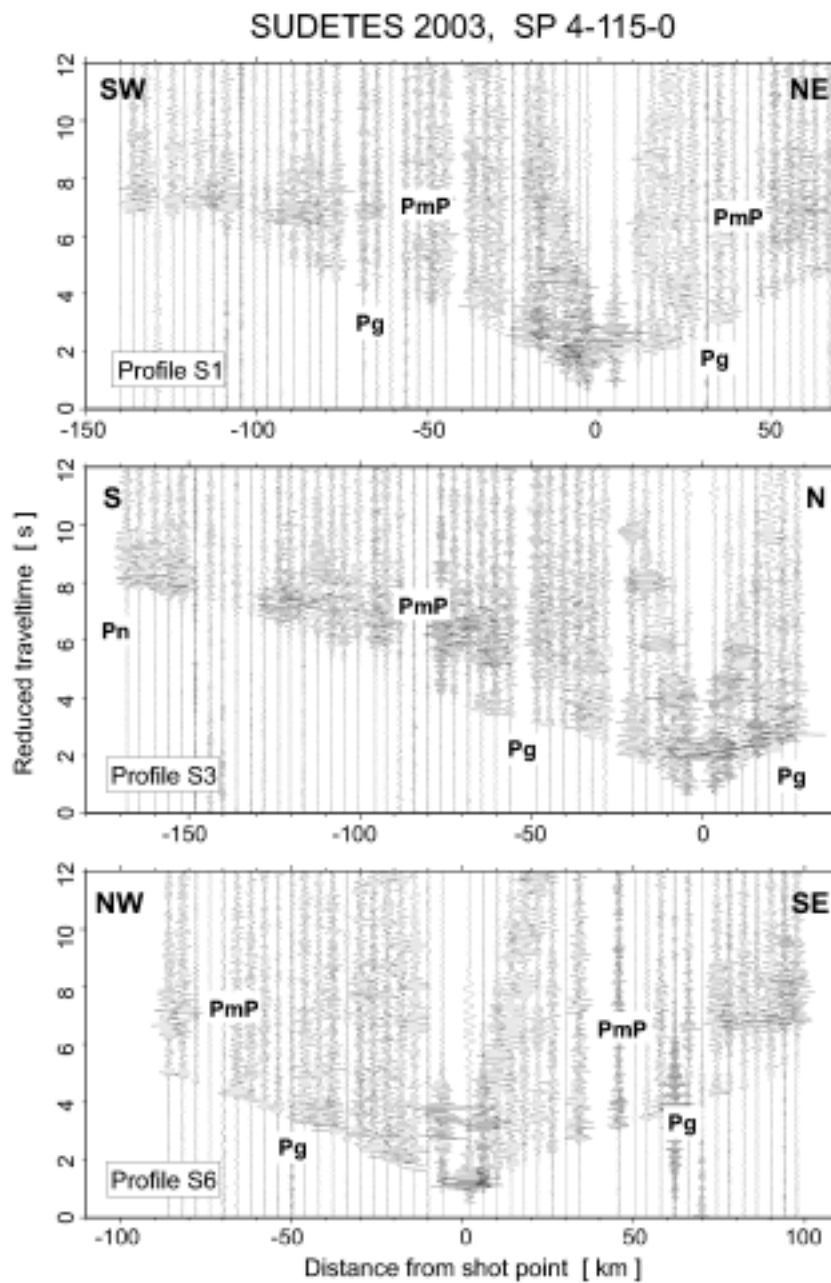 SUDETES 2003, SP 4-115-0
12
10
8
6
4
2
0
SW
NE
PmP
PmP
Pg
Pg
Profile S1
-150
-100
-50
0
50
Reduced traveltime [ s ]
12
10
8
6
4
2
0
S
N
PmP
Pn
Pg
Pg
Profile S3
-150
-100
-50
0
12
10
8
6
4
2
0
NW
SE
PmP
PmP
Pg
Pg
Profile S6
-100
-50
0
50
100
Distance from shot point [ km ]